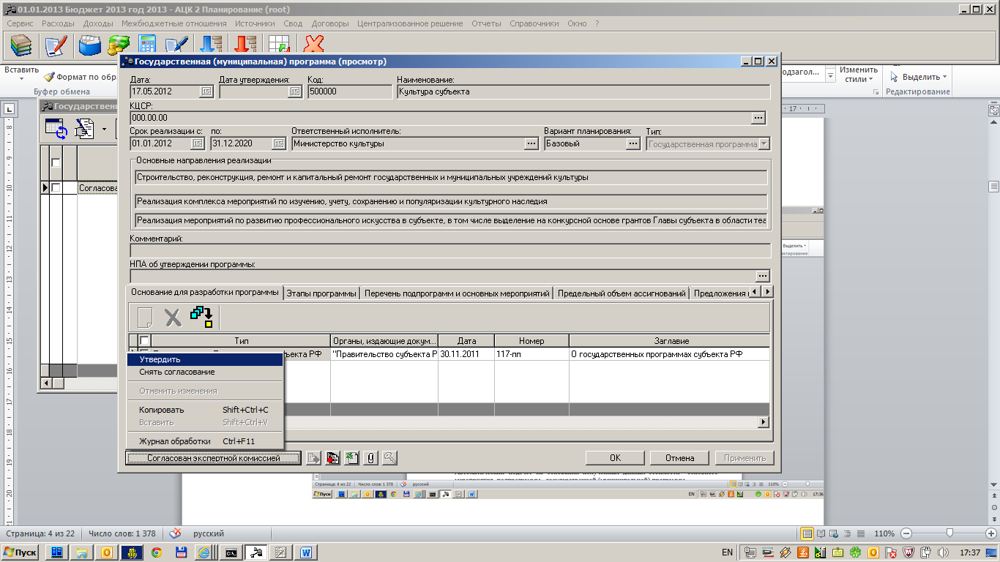 01.01.2013 Бюджет 2013 год 2013 - АЦК 2 Планирование (root)
Сервис Расходы Доходы Межбюджетные отношения Источники Свод Договоры Централизованное решение Отчеты Справочники Окно ?
Вставить
Формат по обра
Буфер обмена
Изменить стили
Выделить
Редактирование
Государственн
Согласова
Государственная (муниципальная) программа (просмотр)
Дата: Дата утверждения: Код: Наименование:
17.05.2012 15 15 500000 Культура субъекта
КЦСР:
000.00.00 ...
Срок реализации с: по: Ответственный исполнитель: Вариант планирования: Тип:
01.01.2012 15 31.12.2020 15 Министерство культуры ... Базовый ... Государственная программа
Основные направления реализации
Строительство, реконструкция, ремонт и капитальный ремонт государственных и муниципальных учреждений культуры
Реализация комплекса мероприятий по изучению, учету, сохранению и популяризации культурного наследия
Реализация мероприятий по развитию профессионального искусства в субъекте, в том числе выделение на конкурсной основе грантов Главы субъекта в области теа
Комментарий:
НПА об утверждении программы:
...
Основание для разработки программы Этапы программы Перечень подпрограмм и основных мероприятий Предельный объем ассигнований Предложения
Тип Органы, издающие докум... Дата Номер Заглавие
бъекта РФ "Правительство субъекта Р 30.11.2011 117-пп О государственных программах субъекта РФ
Утвердить
Снять согласование
Отменить изменения
Копировать Shift+Ctrl+C
Вставить Shift+Ctrl+V
Журнал обработки Ctrl+F11
Согласован экспертной комиссией
OK Отмена Применить
Страница: 4 из 22 Число слов: 1 378 русский 110%
Пуск EN 17:36
Страница: 4 из 22 Число слов: 1 378 русский 110%
Пуск EN 17:37